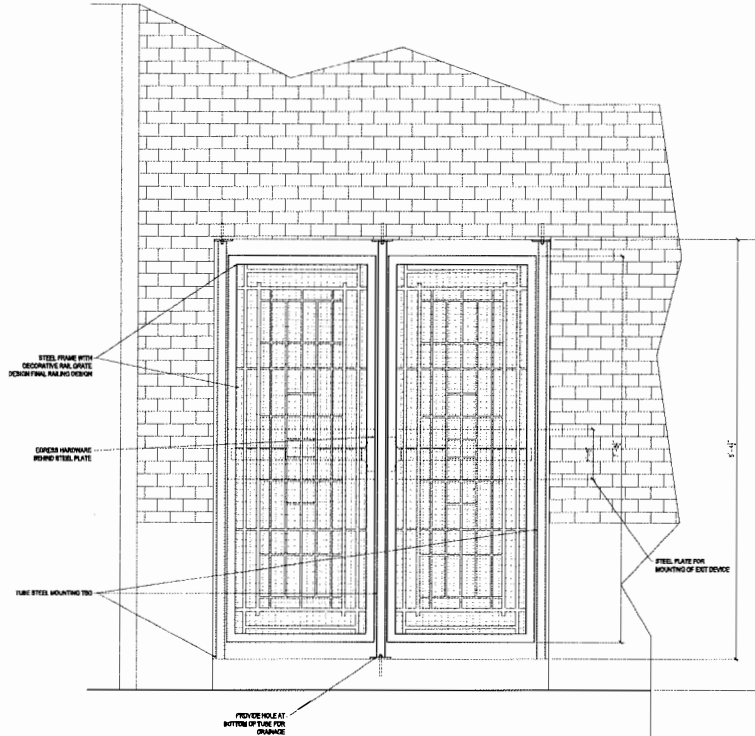 STEEL FRAME WITH
DECORATIVE RAIL GRATE
DESIGN FINAL RAILING DESIGN
EGRESS HARDWARE
BEHIND STEEL PLATE
STEEL PLATE FOR
MOUNTING OF EXIT DEVICE
TUBE STEEL MOUNTING TBD
PROVIDE HOLE AT
BOTTOM OF TUBE FOR
DRAINAGE